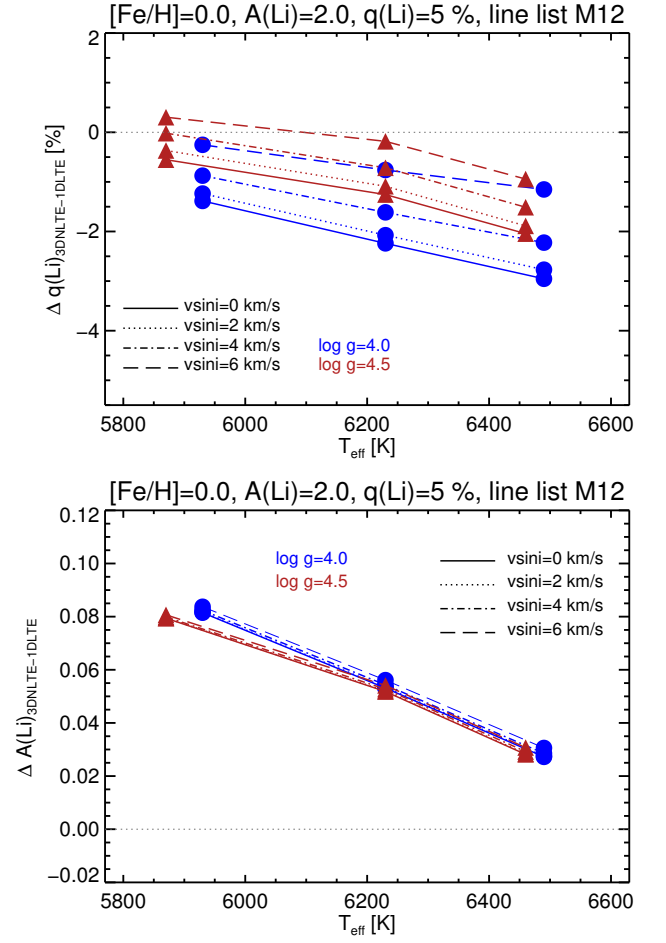 [Fe/H]=0.0, A(Li)=2.0, q(Li)=5 %, line list M12
2
0
−2
−4
Δ q(Li)3DNLTE−1DLTE [%]
vsini=0 km/s
vsini=2 km/s
vsini=4 km/s
vsini=6 km/s
log g=4.0
log g=4.5
5800 6000 6200 6400 6600
Teff [K]
[Fe/H]=0.0, A(Li)=2.0, q(Li)=5 %, line list M12
0.12
0.10
0.08
0.06
0.04
0.02
0.00
−0.02
Δ A(Li)3DNLTE−1DLTE
log g=4.0
log g=4.5
vsini=0 km/s
vsini=2 km/s
vsini=4 km/s
vsini=6 km/s
5800 6000 6200 6400 6600
Teff [K]